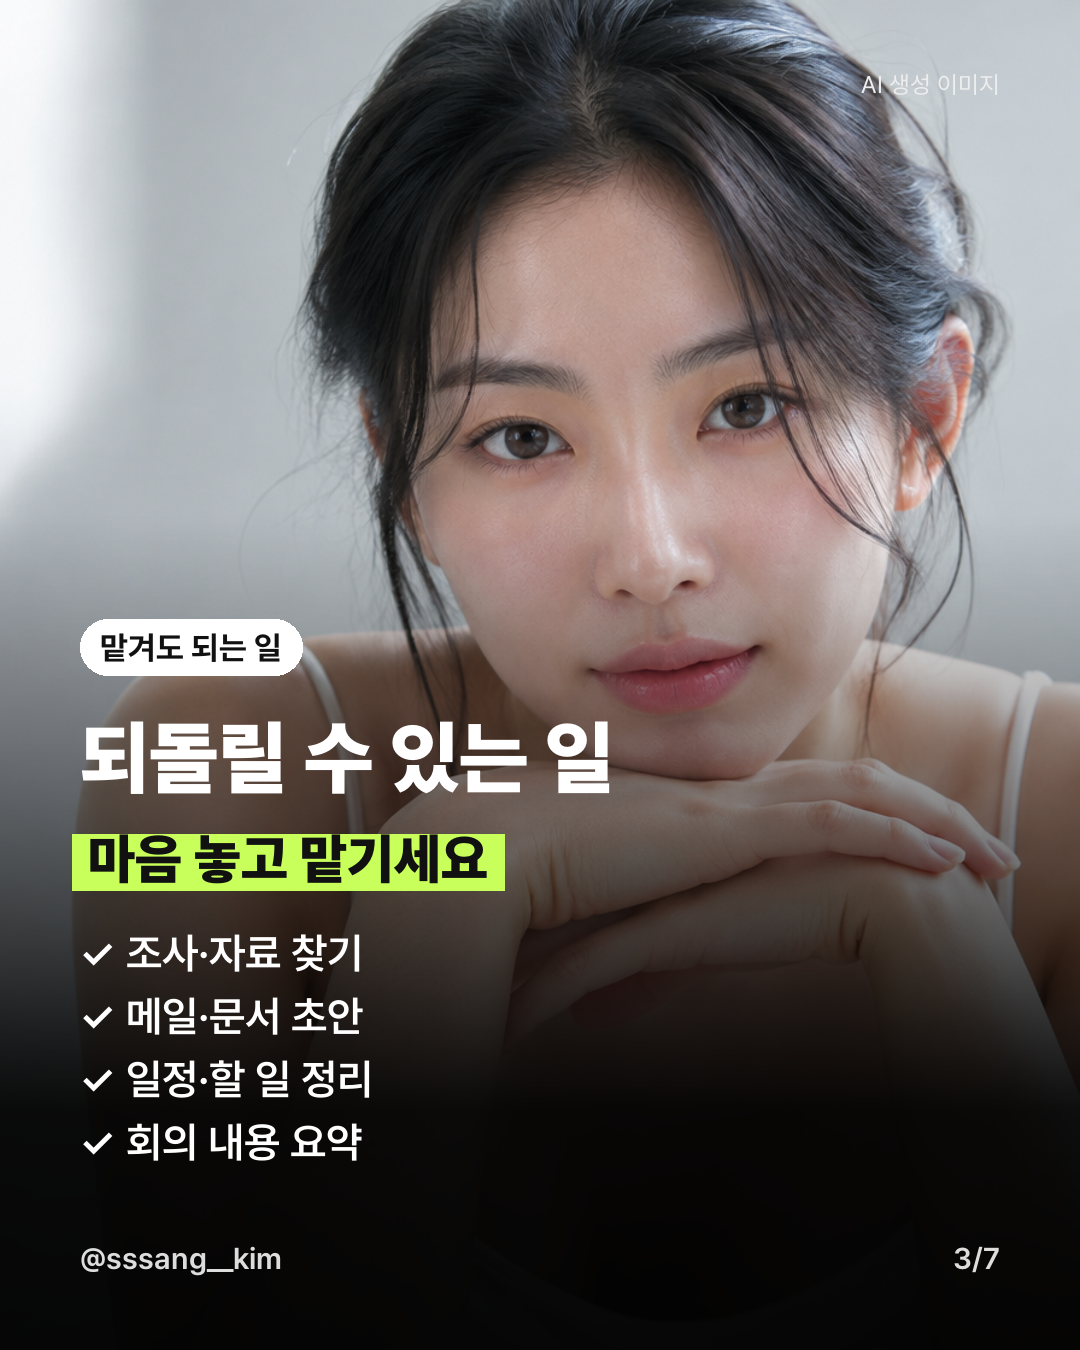 AI 생성 이미지
맡겨도 되는 일
되돌릴 수 있는 일
마음 놓고 맡기세요
✓ 조사·자료 찾기
✓ 메일·문서 초안
✓ 일정·할 일 정리
✓ 회의 내용 요약
@sssang__kim
3/7